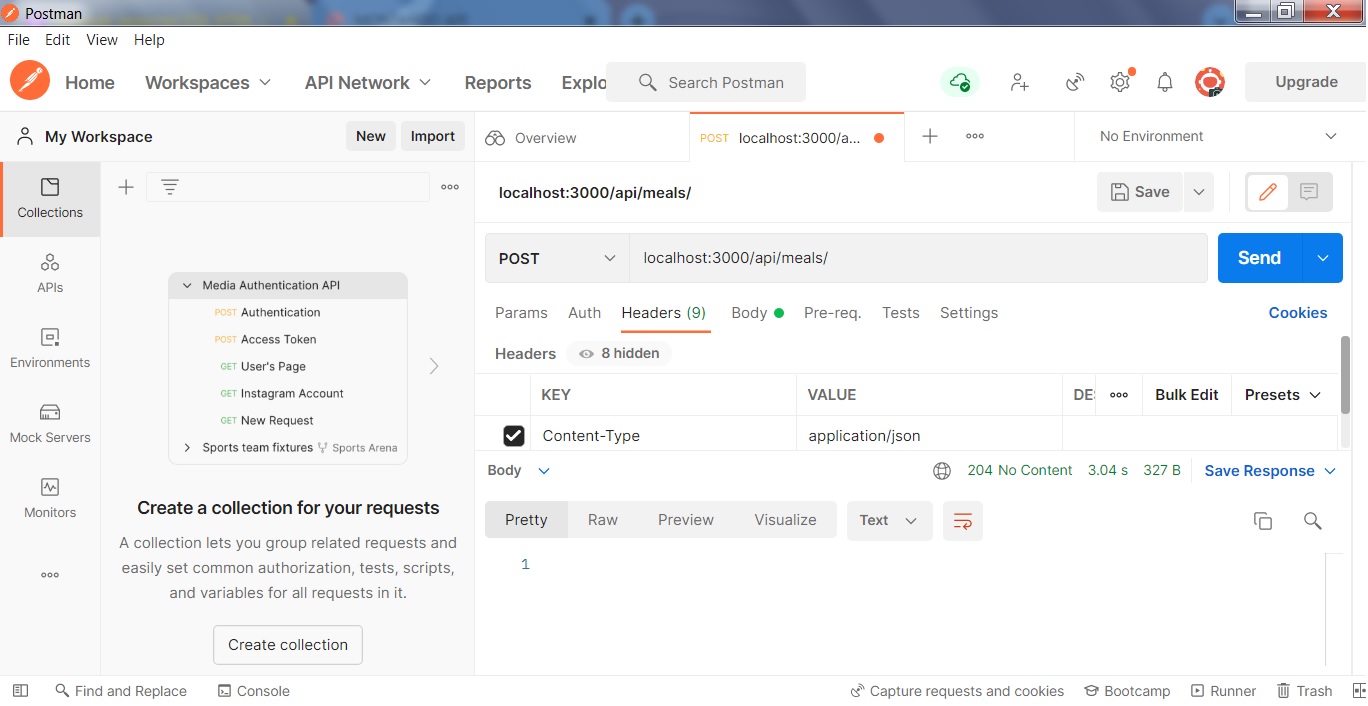 Postman
File Edit View Help
Home Workspaces API Network Reports Explo Search Postman Upgrade
My Workspace New Import
Overview POST localhost:3000/a... No Environment
Collections
APIs
Environments
Mock Servers
Monitors
Media Authentication API
POST Authentication
POST Access Token
GET User's Page
GET Instagram Account
GET New Request
Sports team fixtures Sports Arena
Create a collection for your requests
A collection lets you group related requests and
easily set common authorization, tests, scripts,
and variables for all requests in it.
Create collection
localhost:3000/api/meals/ Save
POST localhost:3000/api/meals/ Send
Params Auth Headers (9) Body Pre-req. Tests Settings Cookies
Headers 8 hidden
KEY VALUE DES Bulk Edit Presets
Content-Type application/json
Body 204 No Content 3.04 s 327 B Save Response
Pretty Raw Preview Visualize Text
1
Find and Replace Console Capture requests and cookies Bootcamp Runner Trash